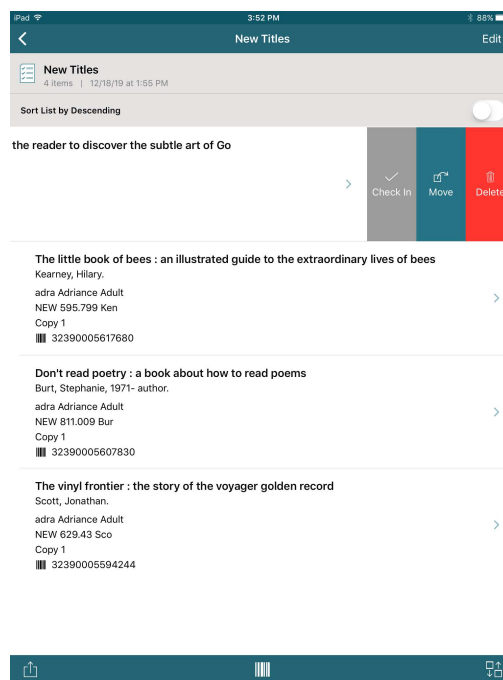 iPad 3:52 PM 88%
New Titles Edit
New Titles
4 items | 12/18/19 at 1:55 PM
Sort List by Descending
the reader to discover the subtle art of Go
Check In Move Delete
The little book of bees : an illustrated guide to the extraordinary lives of bees
Kearney, Hilary.
adra Adriance Adult
NEW 595.799 Ken
Copy 1
32390005617680
Don't read poetry : a book about how to read poems
Burt, Stephanie, 1971- author.
adra Adriance Adult
NEW 811.009 Bur
Copy 1
32390005607830
The vinyl frontier : the story of the voyager golden record
Scott, Jonathan.
adra Adriance Adult
NEW 629.43 Sco
Copy 1
32390005594244